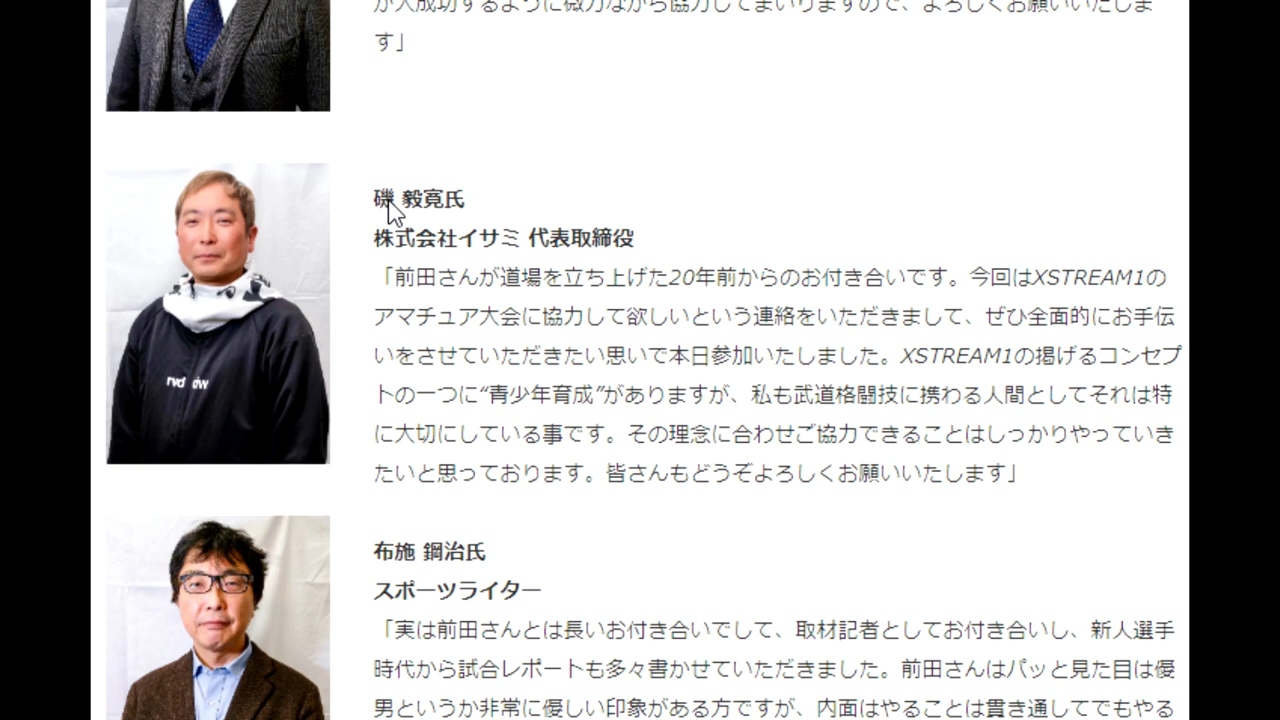 が大成功するように微力ながら協力してまいりますので、よろしくお願いいたしま
す」
磯 毅寛氏
株式会社イサミ 代表取締役
「前田さんが道場を立ち上げた20年前からのお付き合いです。今回はXSTREAM1の
アマチュア大会に協力して欲しいという連絡をいただきまして、ぜひ全面的にお手伝
いをさせていただきたい思いで本日参加いたしました。XSTREAM1の掲げるコンセプ
トの一つに“青少年育成”がありますが、私も武道格闘技に携わる人間としてそれは特
に大切にしている事です。その理念に合わせご協力できることはしっかりやっていき
たいと思っております。皆さんもどうぞよろしくお願いいたします」
布施 鋼治氏
スポーツライター
「実は前田さんとは長いお付き合いでして、取材記者としてお付き合いし、新人選手
時代から試合レポートも多々書かせていただきました。前田さんはパッと見た目は優
男というか非常に優しい印象がある方ですが、内面はやることは貫き通してでもやる